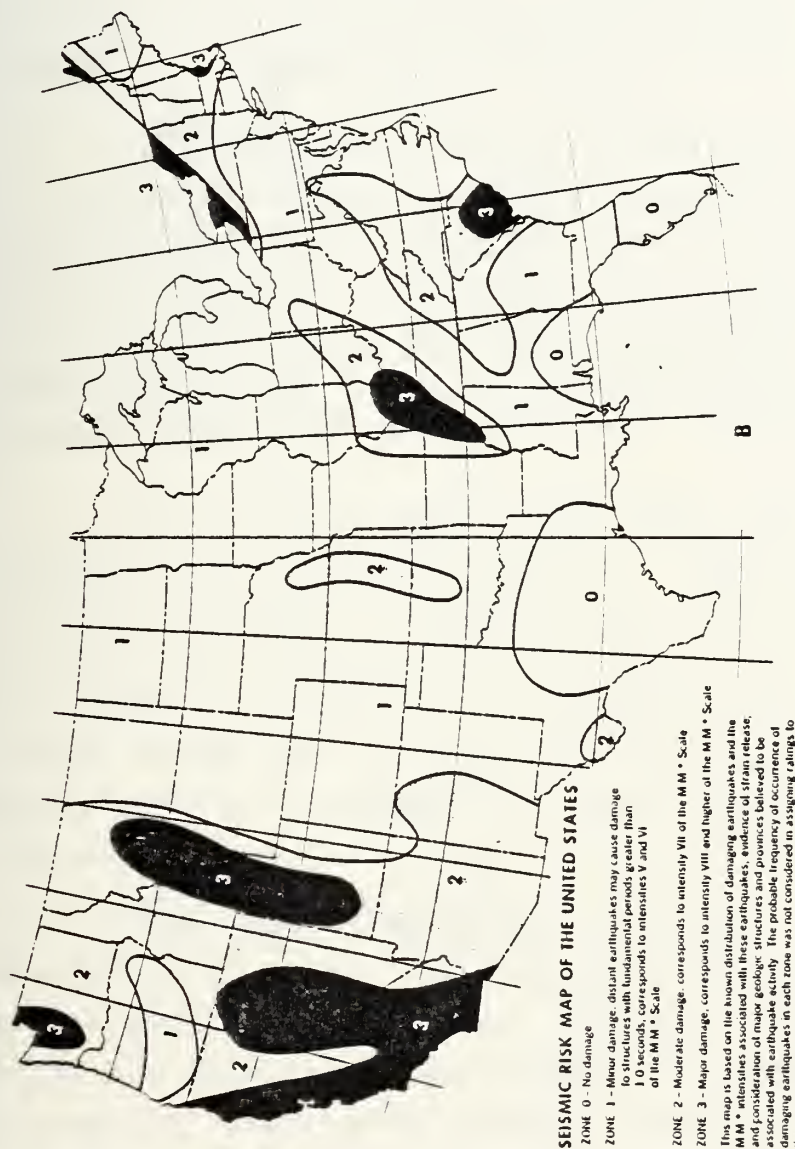 SEISMIC RISK MAP OF THE UNITED STATES
ZONE 0 - No damage
ZONE 1 - Minor damage, distant earthquakes may cause damage
to structures with fundamental periods greater than
1 0 seconds, corresponds to intensities V and VI
of the M M * Scale
ZONE 2 - Moderate damage, corresponds to intensity VII of the M M * Scale
ZONE 3 - Major damage, corresponds to intensity VIII and higher of the M M * Scale
This map is based on the known distribution of damaging earthquakes and the
M M * intensities associated with these earthquakes, evidence of strain release,
and consideration of major geologic structures and provinces believed to be
associated with earthquake activity The probable frequency of occurrence of
damaging earthquakes in each zone was not considered in assigning ratings to
B
3
2
1
2
3
3
2
1
2
1
1
2
0
2
1
2
3
1
0
1
2
3
0
1
3
2
3
1